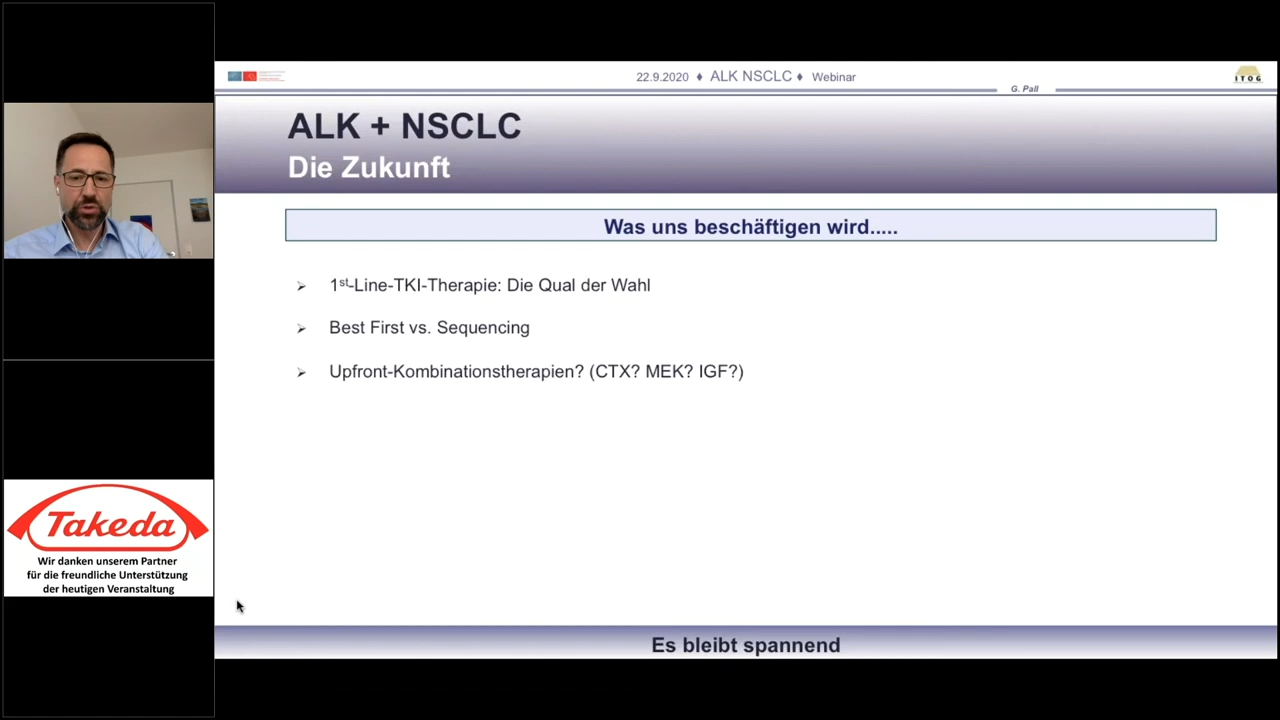 22.9.2020 ♦ ALK NSCLC ♦ Webinar
G. Pall
ITOG
ALK + NSCLC
Die Zukunft
Was uns beschäftigen wird.....
➢ 1st-Line-TKI-Therapie: Die Qual der Wahl
➢ Best First vs. Sequencing
➢ Upfront-Kombinationstherapien? (CTX? MEK? IGF?)
Es bleibt spannend
Takeda
Wir danken unserem Partner
für die freundliche Unterstützung
der heutigen Veranstaltung